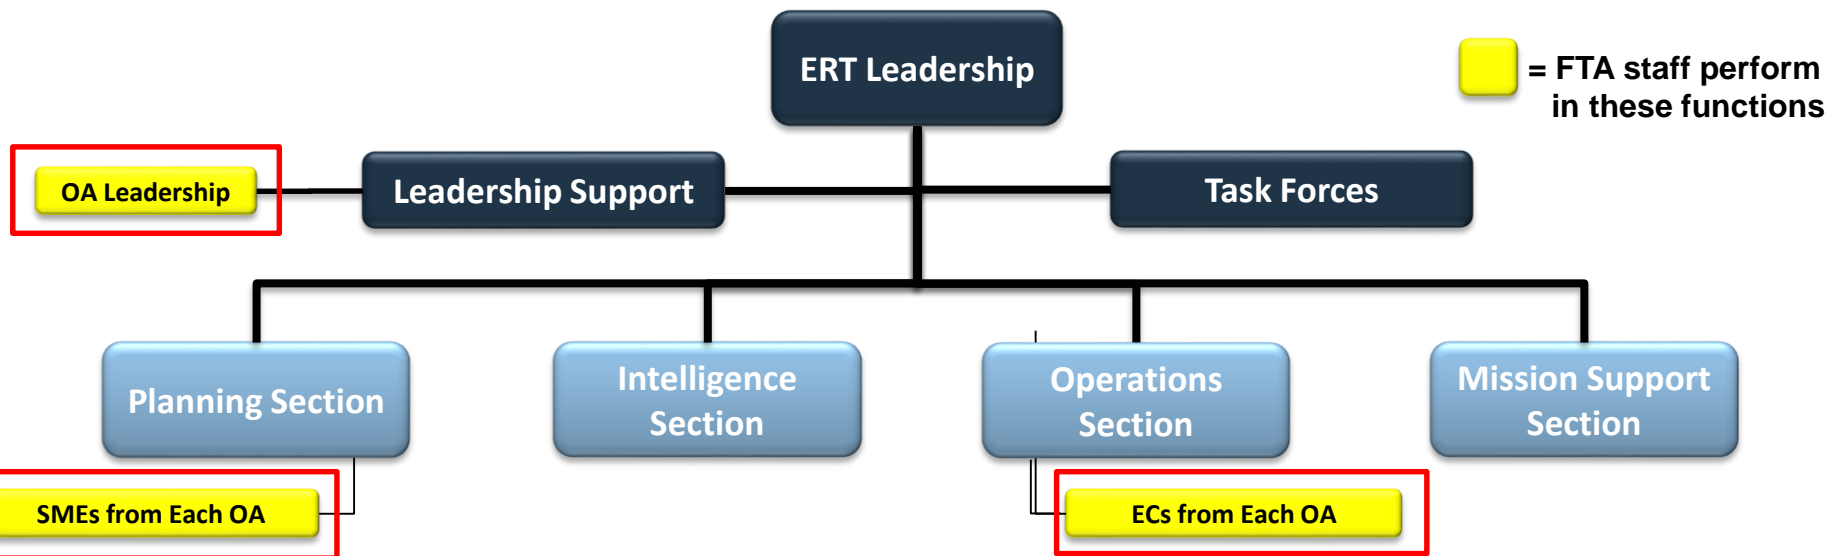 ERT Leadership
= FTA staff perform
in these functions
OA Leadership
Leadership Support
Task Forces
Planning Section
Intelligence
Section
Operations
Section
Mission Support
Section
SMEs from Each OA
ECs from Each OA